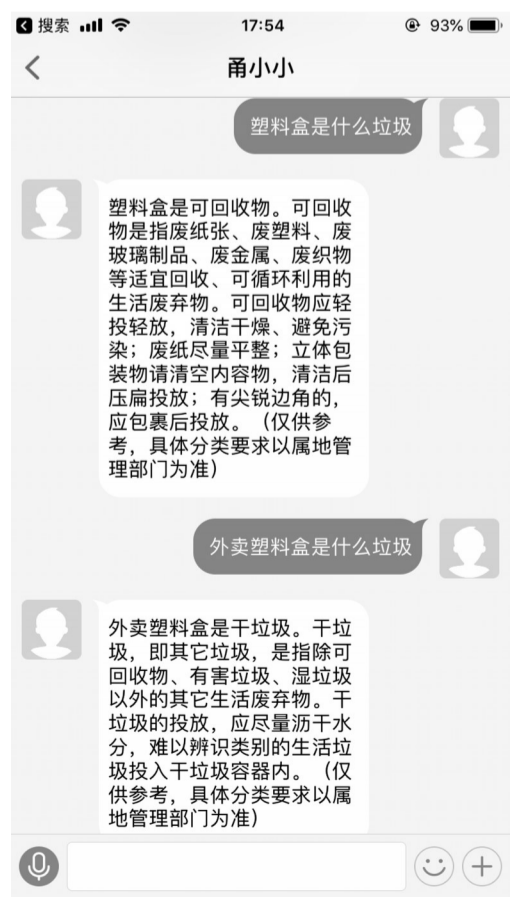 搜索 17:54 93%
甬小小
塑料盒是什么垃圾
塑料盒是可回收物。可回收
物是指废纸张、废塑料、废
玻璃制品、废金属、废织物
等适宜回收、可循环利用的
生活废弃物。可回收物应轻
投轻放，清洁干燥、避免污
染；废纸尽量平整；立体包
装物请清空内容物，清洁后
压扁投放；有尖锐边角的，
应包裹后投放。（仅供参
考，具体分类要求以属地管
理部门为准）
外卖塑料盒是什么垃圾
外卖塑料盒是干垃圾。干垃
圾，即其它垃圾，是指除可
回收物、有害垃圾、湿垃圾
以外的其它生活废弃物。干
垃圾的投放，应尽量沥干水
分，难以辨识类别的生活垃
圾投入干垃圾容器内。（仅
供参考，具体分类要求以属
地管理部门为准）